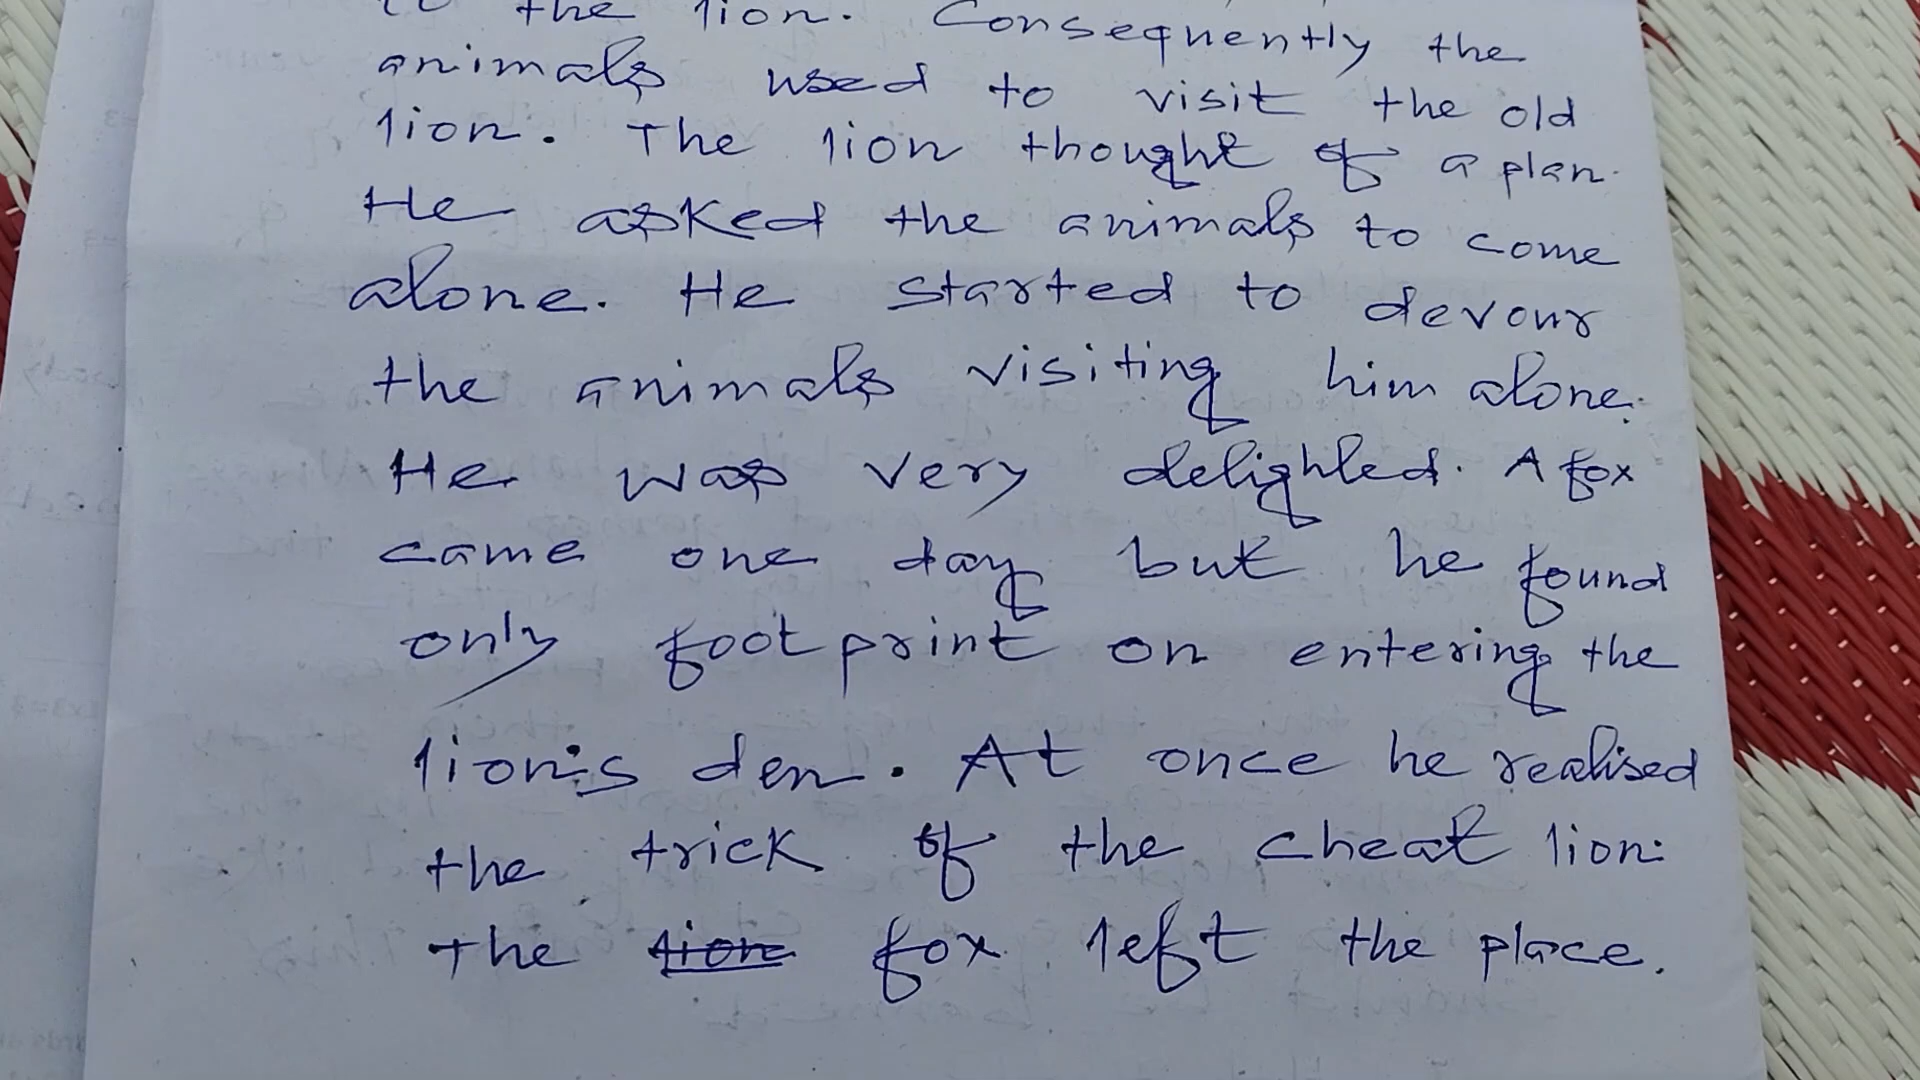 the lion. Consequently the
animals used to visit the old
lion. The lion thought of a plan.
He asked the animals to come
alone. He started to devour
the animals visiting him alone.
He was very delighted. A fox
came one day but he found
only foot print on entering the
lion's den. At once he realised
the trick of the cheat lion.
The lion fox left the place.